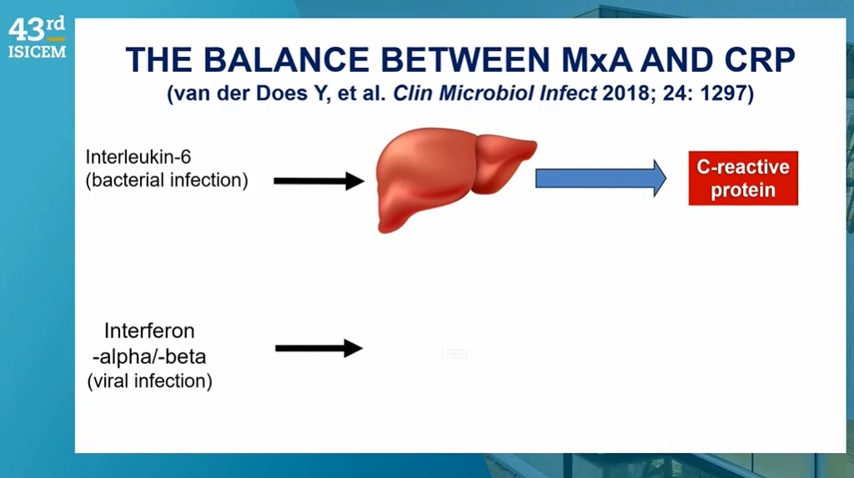 43rd
ISICEM
THE BALANCE BETWEEN MxA AND CRP
(van der Does Y, et al. Clin Microbiol Infect 2018; 24: 1297)
Interleukin-6
(bacterial infection)
C-reactive
protein
Interferon
-alpha/-beta
(viral infection)